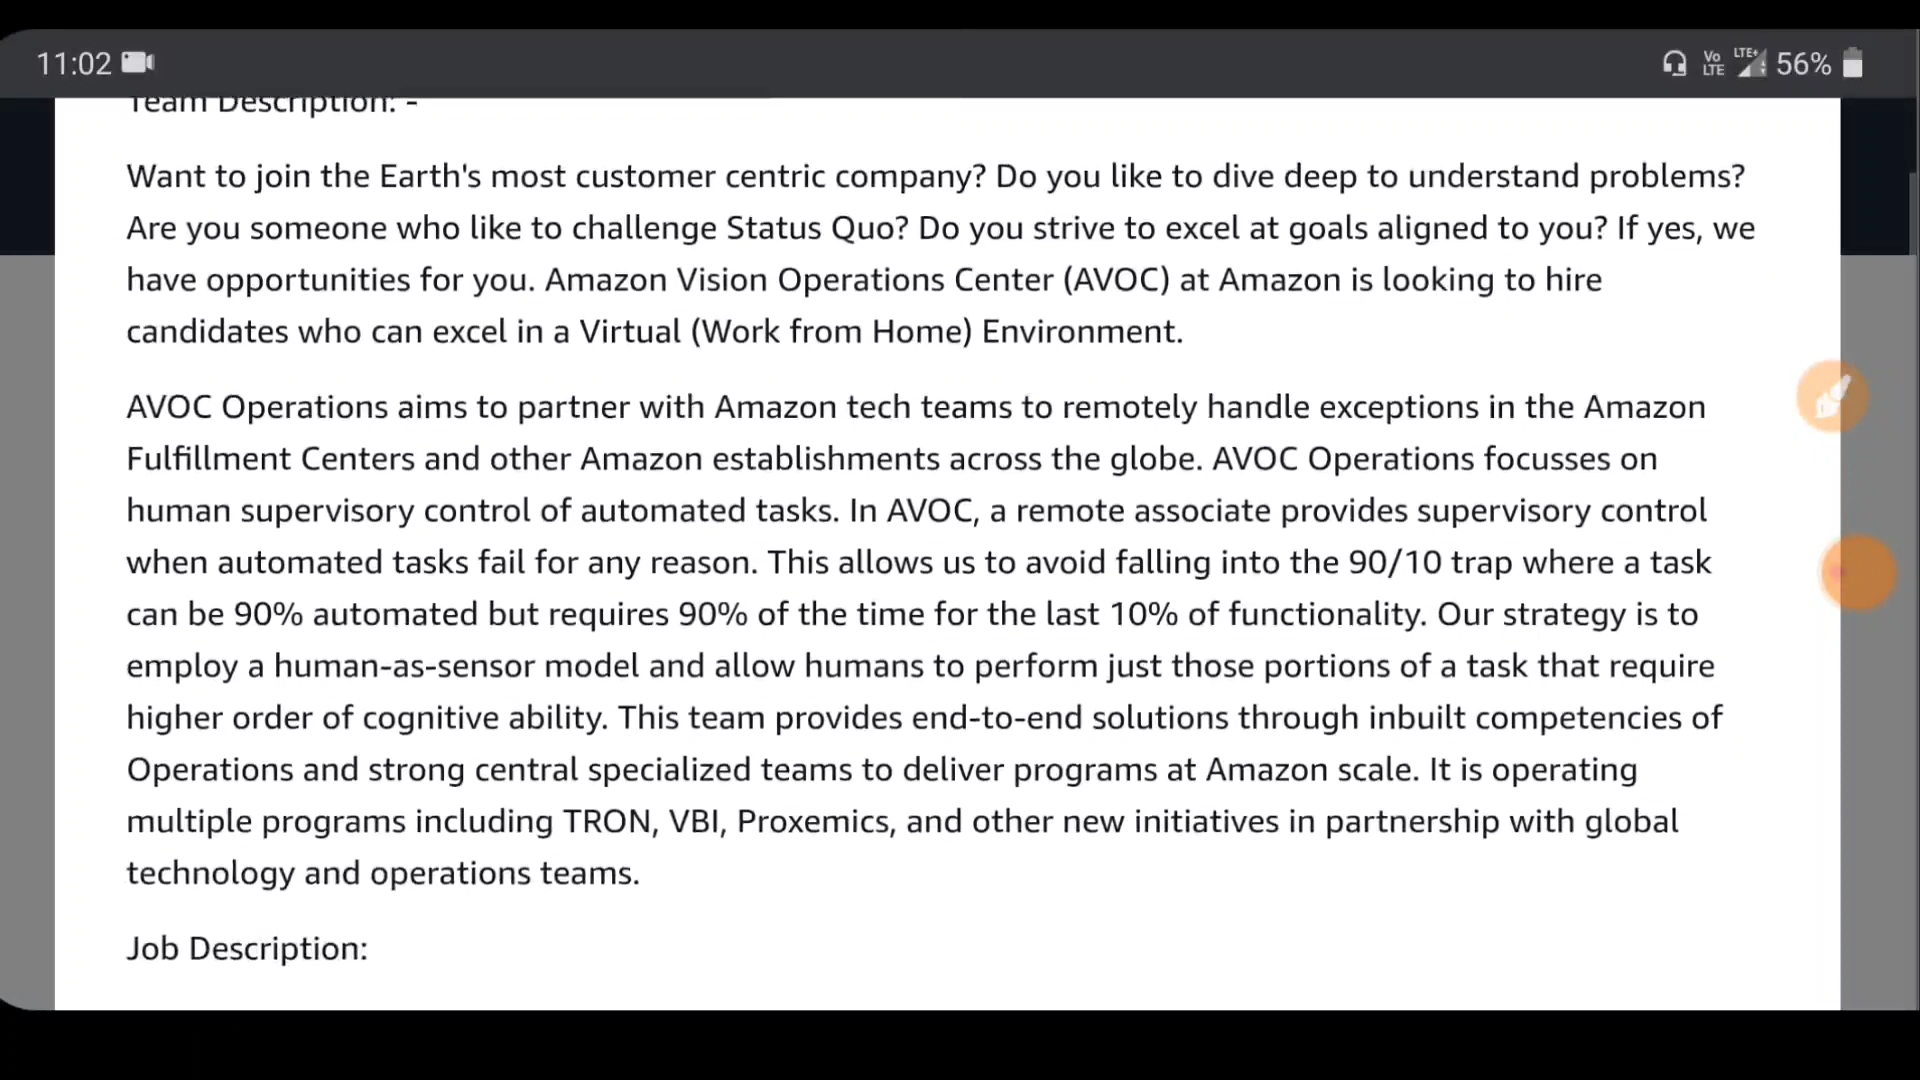 11:02
Vo LTE LTE+ 56%
Team Description: -
Want to join the Earth's most customer centric company? Do you like to dive deep to understand problems?
Are you someone who like to challenge Status Quo? Do you strive to excel at goals aligned to you? If yes, we
have opportunities for you. Amazon Vision Operations Center (AVOC) at Amazon is looking to hire
candidates who can excel in a Virtual (Work from Home) Environment.
AVOC Operations aims to partner with Amazon tech teams to remotely handle exceptions in the Amazon
Fulfillment Centers and other Amazon establishments across the globe. AVOC Operations focusses on
human supervisory control of automated tasks. In AVOC, a remote associate provides supervisory control
when automated tasks fail for any reason. This allows us to avoid falling into the 90/10 trap where a task
can be 90% automated but requires 90% of the time for the last 10% of functionality. Our strategy is to
employ a human-as-sensor model and allow humans to perform just those portions of a task that require
higher order of cognitive ability. This team provides end-to-end solutions through inbuilt competencies of
Operations and strong central specialized teams to deliver programs at Amazon scale. It is operating
multiple programs including TRON, VBI, Proxemics, and other new initiatives in partnership with global
technology and operations teams.
Job Description: